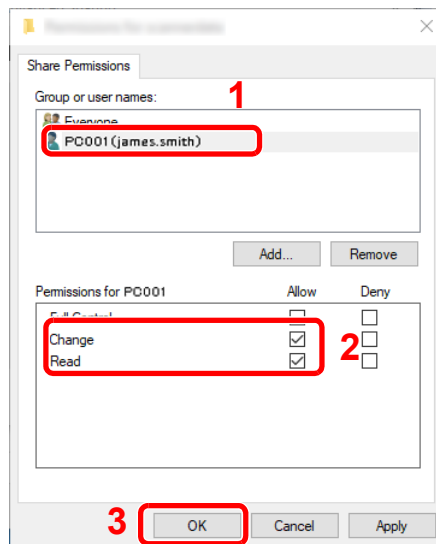 Share Permissions
Group or user names:
1
Everyone
PC001(james.smith)
Add... Remove
Permissions for PC001 Allow Deny
Full Control
Change
2
Read
3
OK Cancel Apply